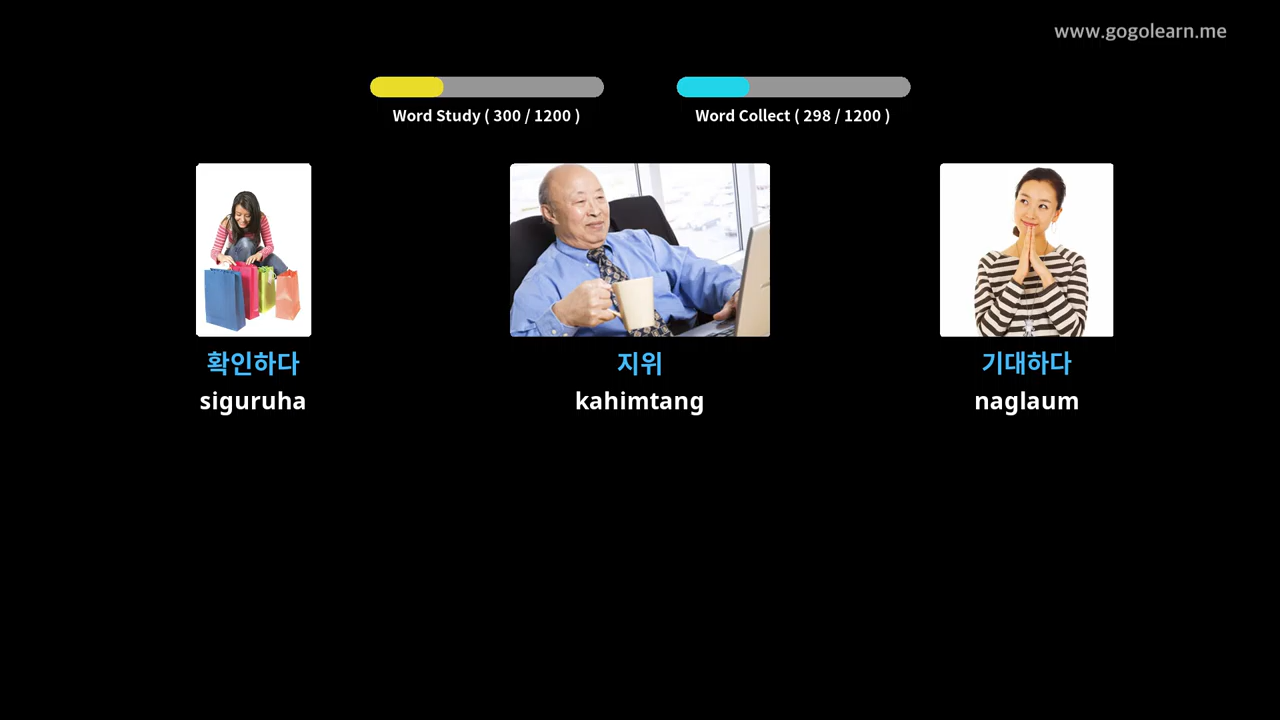 www.gogolearn.me
Word Study ( 300 / 1200 )
Word Collect ( 298 / 1200 )
확인하다
siguruha
지위
kahimtang
기대하다
naglaum